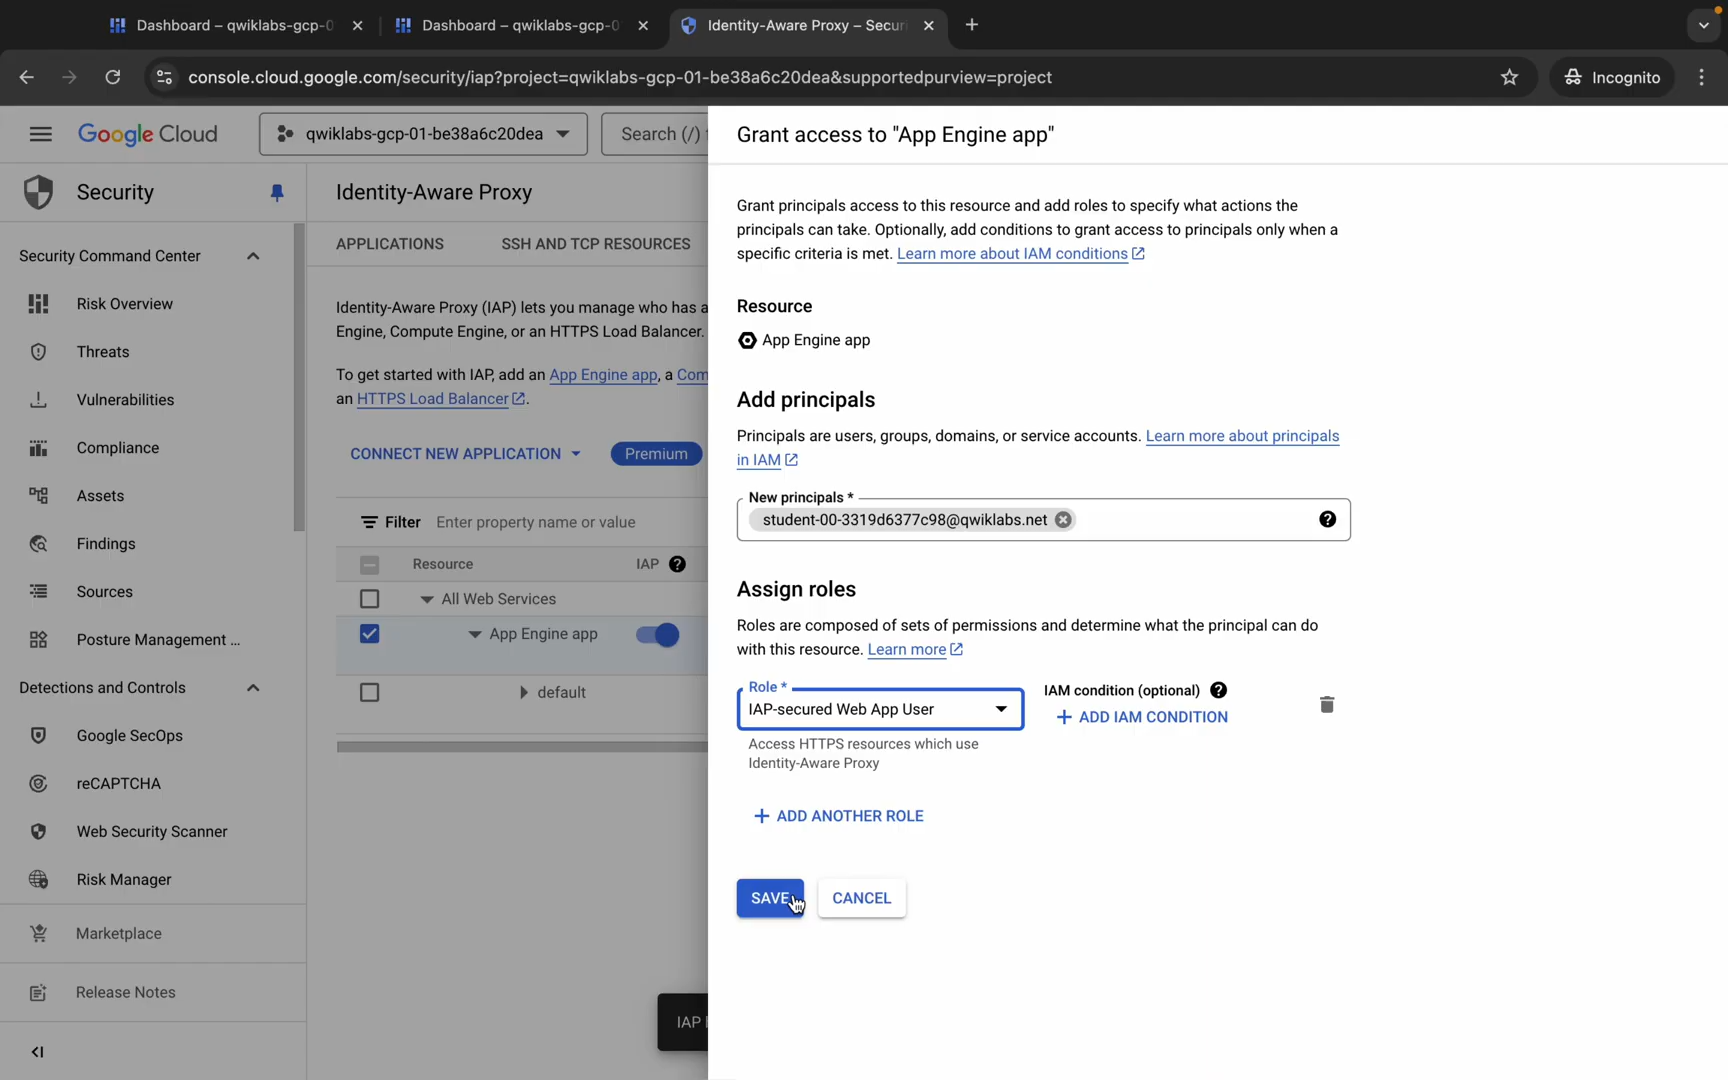 Dashboard – qwiklabs-gcp-0
Dashboard – qwiklabs-gcp-0
Identity-Aware Proxy – Secur
console.cloud.google.com/security/iap?project=qwiklabs-gcp-01-be38a6c20dea&supportedpurview=project
Incognito
Google Cloud
qwiklabs-gcp-01-be38a6c20dea
Search (/) f
Security
Security Command Center
Risk Overview
Threats
Vulnerabilities
Compliance
Assets
Findings
Sources
Posture Management ...
Detections and Controls
Google SecOps
reCAPTCHA
Web Security Scanner
Risk Manager
Marketplace
Release Notes
Identity-Aware Proxy
APPLICATIONS
SSH AND TCP RESOURCES
Identity-Aware Proxy (IAP) lets you manage who has a
Engine, Compute Engine, or an HTTPS Load Balancer.
To get started with IAP, add an App Engine app, a Com
an HTTPS Load Balancer.
CONNECT NEW APPLICATION
Premium
Filter Enter property name or value
Resource IAP
All Web Services
App Engine app
default
IAP
Grant access to "App Engine app"
Grant principals access to this resource and add roles to specify what actions the
principals can take. Optionally, add conditions to grant access to principals only when a
specific criteria is met. Learn more about IAM conditions
Resource
App Engine app
Add principals
Principals are users, groups, domains, or service accounts. Learn more about principals
in IAM
New principals *
student-00-3319d6377c98@qwiklabs.net
Assign roles
Roles are composed of sets of permissions and determine what the principal can do
with this resource. Learn more
Role *
IAP-secured Web App User
Access HTTPS resources which use
Identity-Aware Proxy
IAM condition (optional)
+ ADD IAM CONDITION
+ ADD ANOTHER ROLE
SAVE
CANCEL